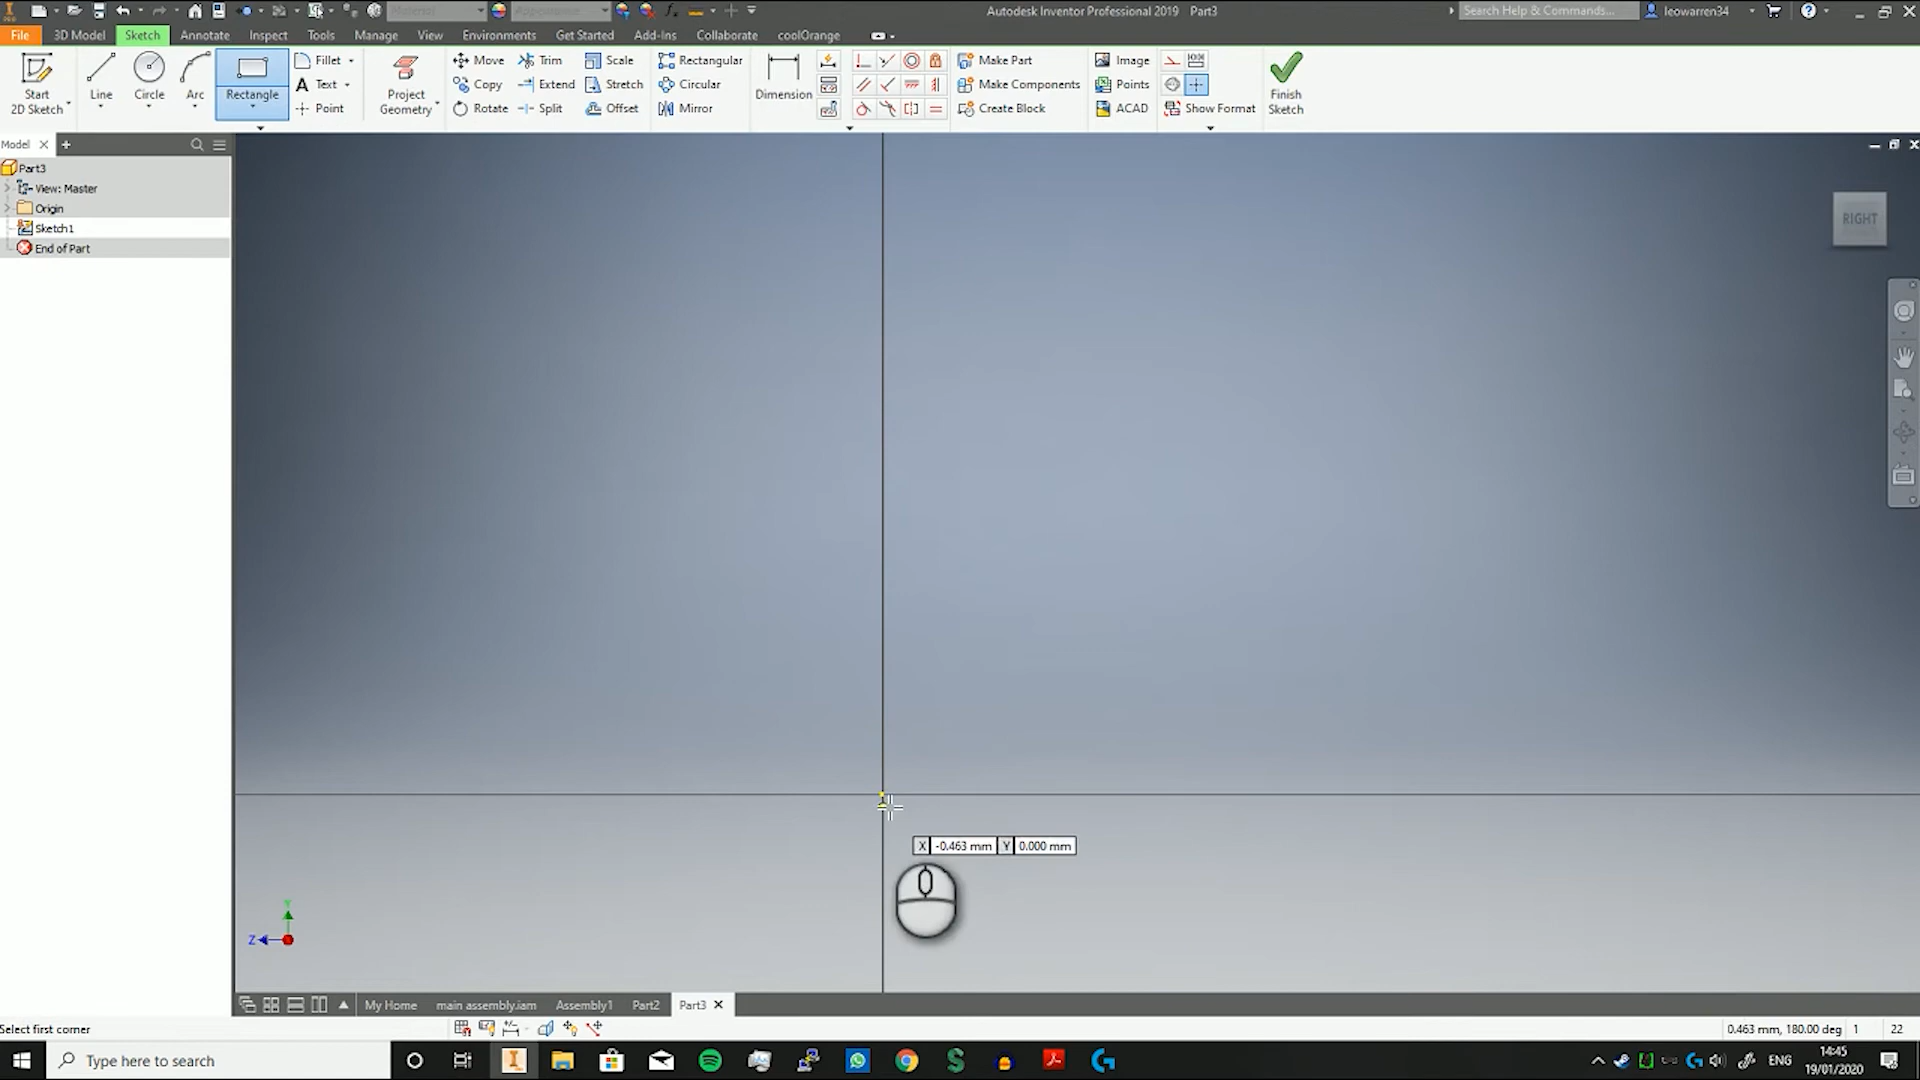 Autodesk Inventor Professional 2019 Part3
Search Help & Commands...
leowarren34
File
3D Model
Sketch
Annotate
Inspect
Tools
Manage
View
Environments
Get Started
Add-Ins
Collaborate
coolOrange
Start
2D Sketch
Line
Circle
Arc
Rectangle
Fillet
Text
Point
Project
Geometry
Move
Copy
Rotate
Trim
Extend
Split
Scale
Stretch
Offset
Rectangular
Circular
Mirror
Dimension
Make Part
Make Components
Create Block
Image
Points
ACAD
Show Format
Finish
Sketch
Model
Part3
View: Master
Origin
Sketch1
End of Part
RIGHT
X -0.463 mm Y 0.000 mm
Y
Z
My Home
main assembly.iam
Assembly1
Part2
Part3
Select first corner
0.463 mm, 180.00 deg 1 22
Type here to search
ENG
14:45
19/01/2020